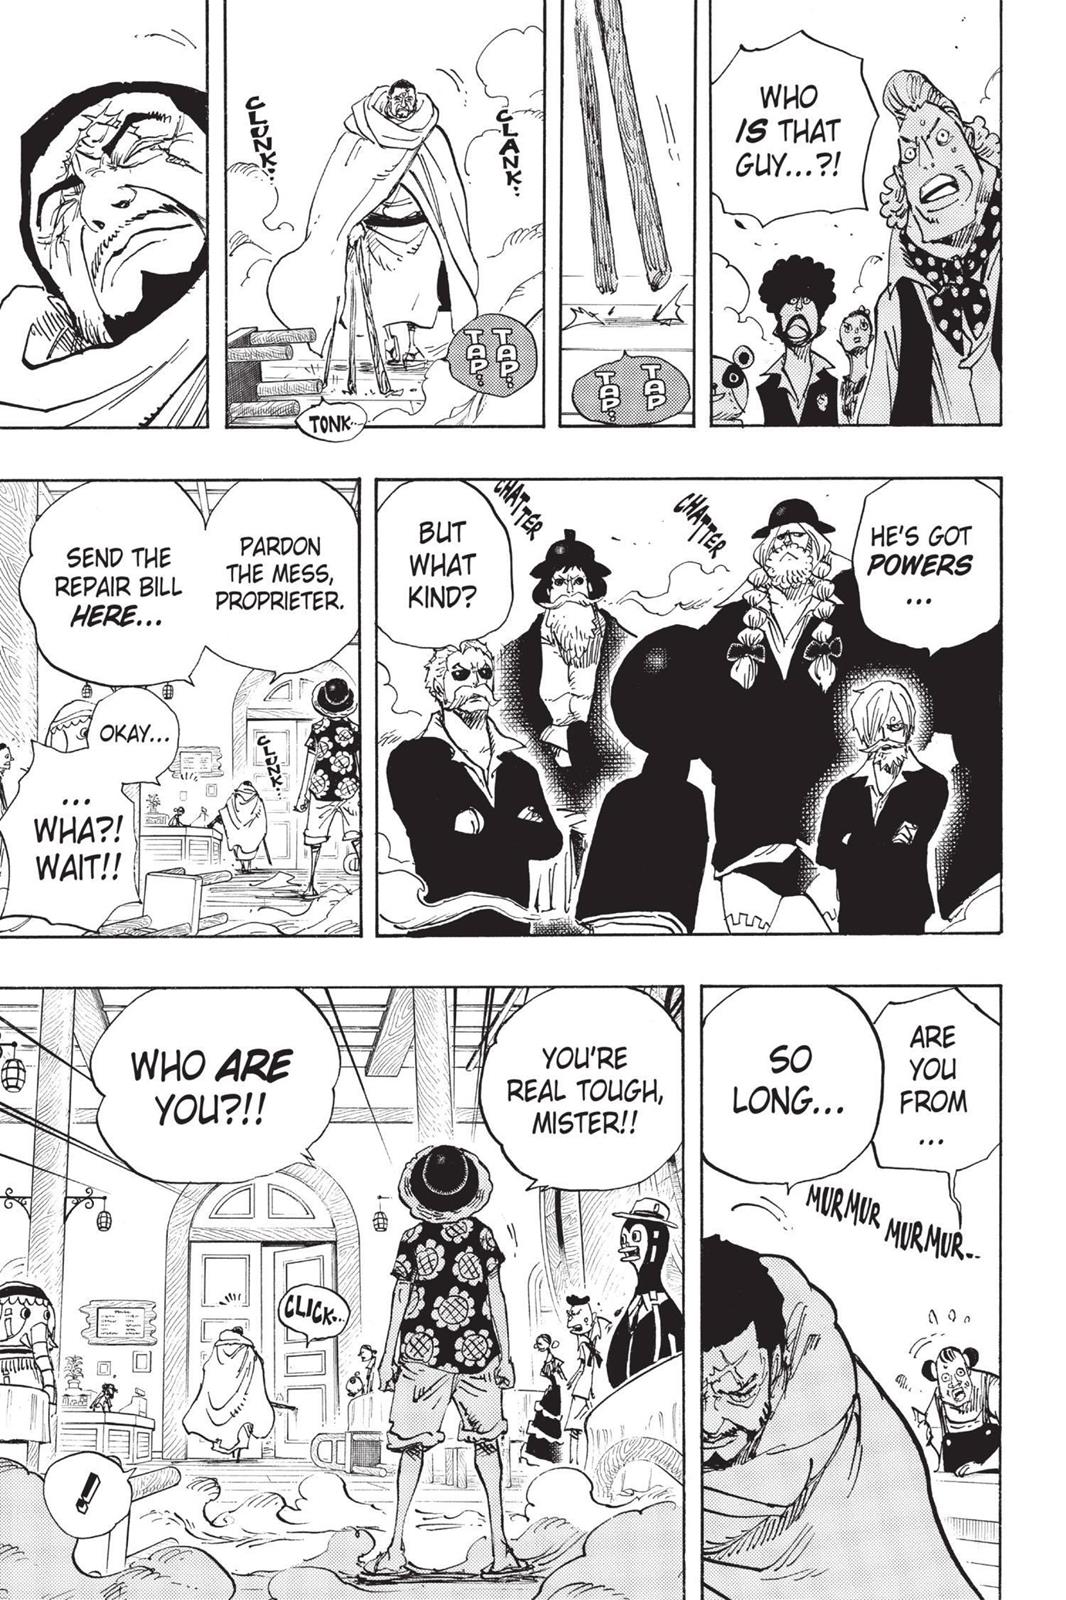 WHO
IS THAT
GUY...?!
TAP
TAP...
CLANK...
CLUNK...
TAP
TAP...
TONK...
HE'S GOT
POWERS
...
CHATTER
CHATTER
BUT
WHAT
KIND?
PARDON
THE MESS,
PROPRIETER.
SEND THE
REPAIR BILL
HERE...
OKAY...
CLUNK...
...
WHA?!
WAIT!!
ARE
YOU
FROM
...
SO
LONG...
MURMUR
MURMUR...
YOU'RE
REAL TOUGH,
MISTER!!
WHO ARE
YOU?!!
CLICK...
!